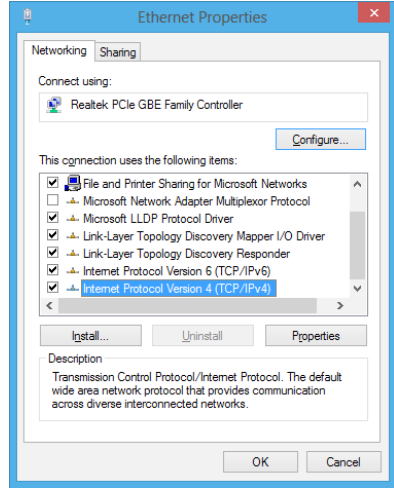 Ethernet Properties
Networking
Sharing
Connect using:
Realtek PCIe GBE Family Controller
Configure...
This connection uses the following items:
File and Printer Sharing for Microsoft Networks
Microsoft Network Adapter Multiplexor Protocol
Microsoft LLDP Protocol Driver
Link-Layer Topology Discovery Mapper I/O Driver
Link-Layer Topology Discovery Responder
Internet Protocol Version 6 (TCP/IPv6)
Internet Protocol Version 4 (TCP/IPv4)
Install...
Uninstall
Properties
Description
Transmission Control Protocol/Internet Protocol. The default
wide area network protocol that provides communication
across diverse interconnected networks.
OK
Cancel